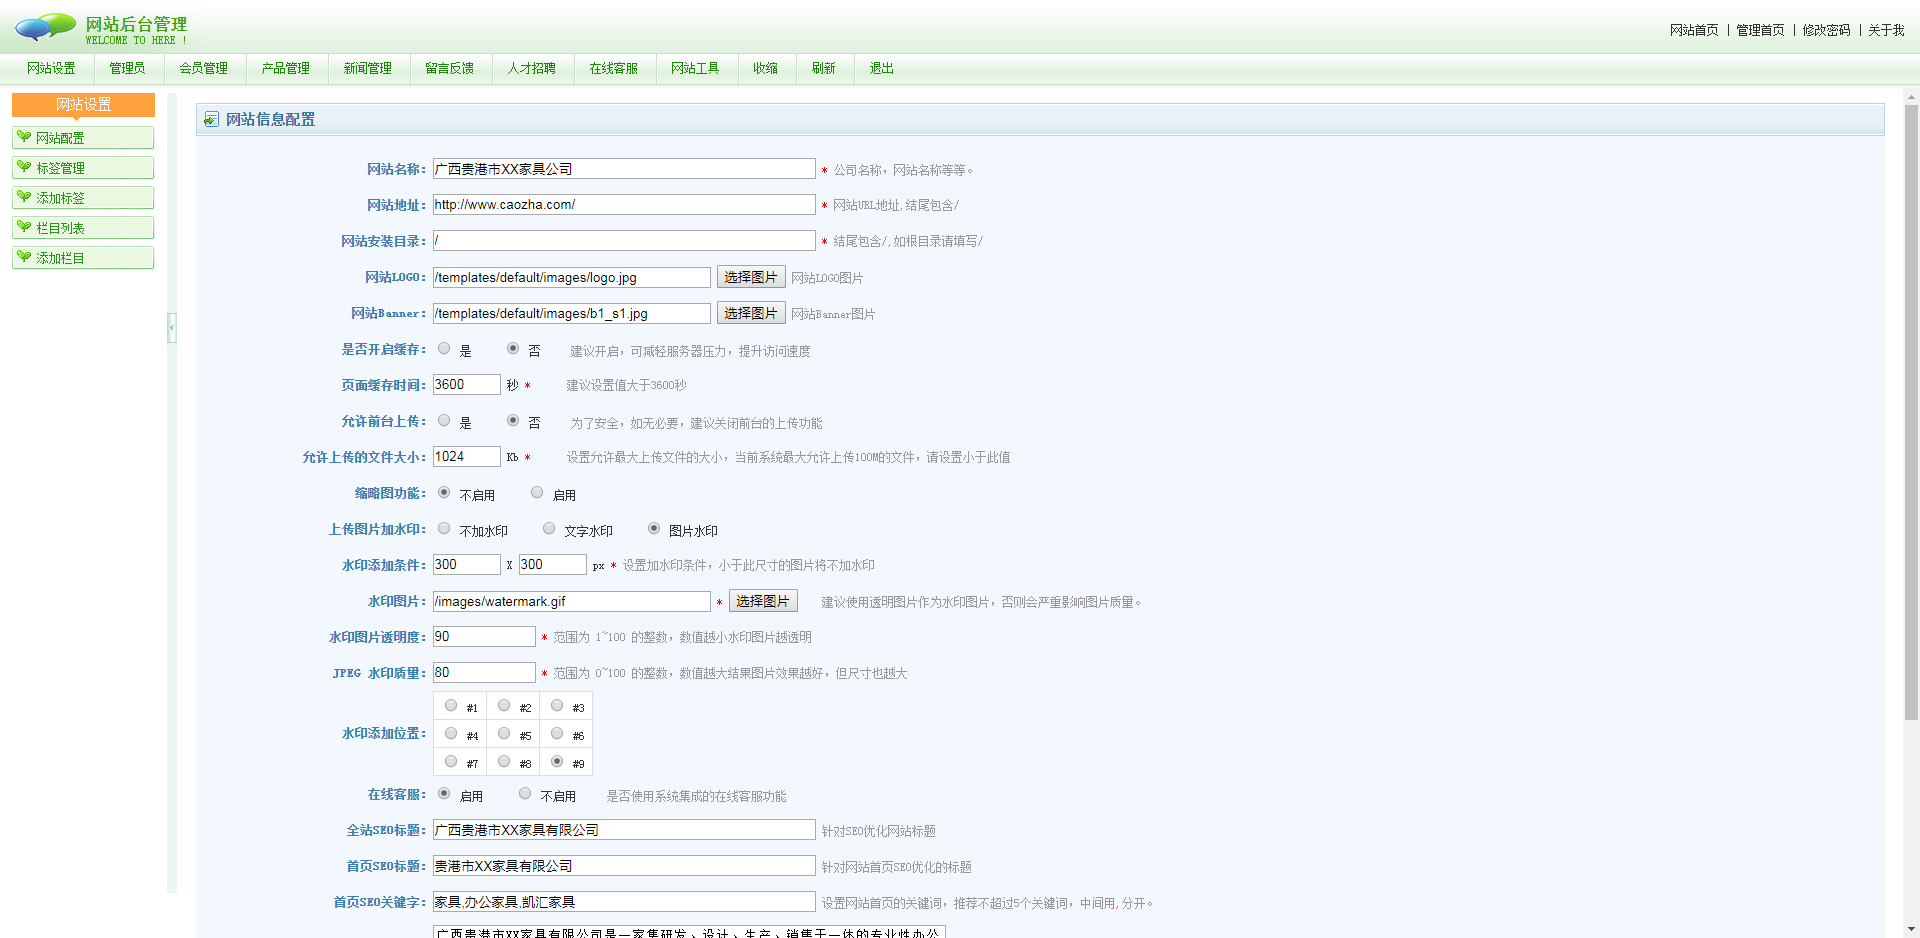 网站后台管理
WELCOME TO HERE !
网站首页 | 管理首页 | 修改密码 | 关于我
网站设置 管理员 会员管理 产品管理 新闻管理 留言反馈 人才招聘 在线客服 网站工具 收缩 刷新 退出
网站设置
网站配置
标签管理
添加标签
栏目列表
添加栏目
网站信息配置
网站名称: 广西贵港市XX家具公司 * 公司名称，网站名称等等。
网站地址: http://www.caozha.com/ * 网站URL地址,结尾包含/
网站安装目录: / * 结尾包含/,如根目录请填写/
网站LOGO: /templates/default/images/logo.jpg 选择图片 网站LOGO图片
网站Banner: /templates/default/images/b1_s1.jpg 选择图片 网站Banner图片
是否开启缓存: 是 否 建议开启，可减轻服务器压力，提升访问速度
页面缓存时间: 3600 秒 * 建议设置值大于3600秒
允许前台上传: 是 否 为了安全，如无必要，建议关闭前台的上传功能
允许上传的文件大小: 1024 Kb * 设置允许最大上传文件的大小，当前系统最大允许上传100M的文件，请设置小于此值
缩略图功能: 不启用 启用
上传图片加水印: 不加水印 文字水印 图片水印
水印添加条件: 300 X 300 px * 设置加水印条件，小于此尺寸的图片将不加水印
水印图片: /images/watermark.gif * 选择图片 建议使用透明图片作为水印图片，否则会严重影响图片质量。
水印图片透明度: 90 * 范围为 1~100 的整数，数值越小水印图片越透明
JPEG 水印质量: 80 * 范围为 0~100 的整数，数值越大结果图片效果越好，但尺寸也越大
#1 #2 #3
水印添加位置: #4 #5 #6
#7 #8 #9
在线客服: 启用 不启用 是否使用系统集成的在线客服功能
全站SEO标题: 广西贵港市XX家具有限公司 针对SEO优化网站标题
首页SEO标题: 贵港市XX家具有限公司 针对网站首页SEO优化的标题
首页SEO关键字: 家具,办公家具,凯汇家具 设置网站首页的关键词，推荐不超过5个关键词，中间用,分开。
广西贵港市XX家具有限公司是一家集研发、设计、生产、销售于一体的专业性办公